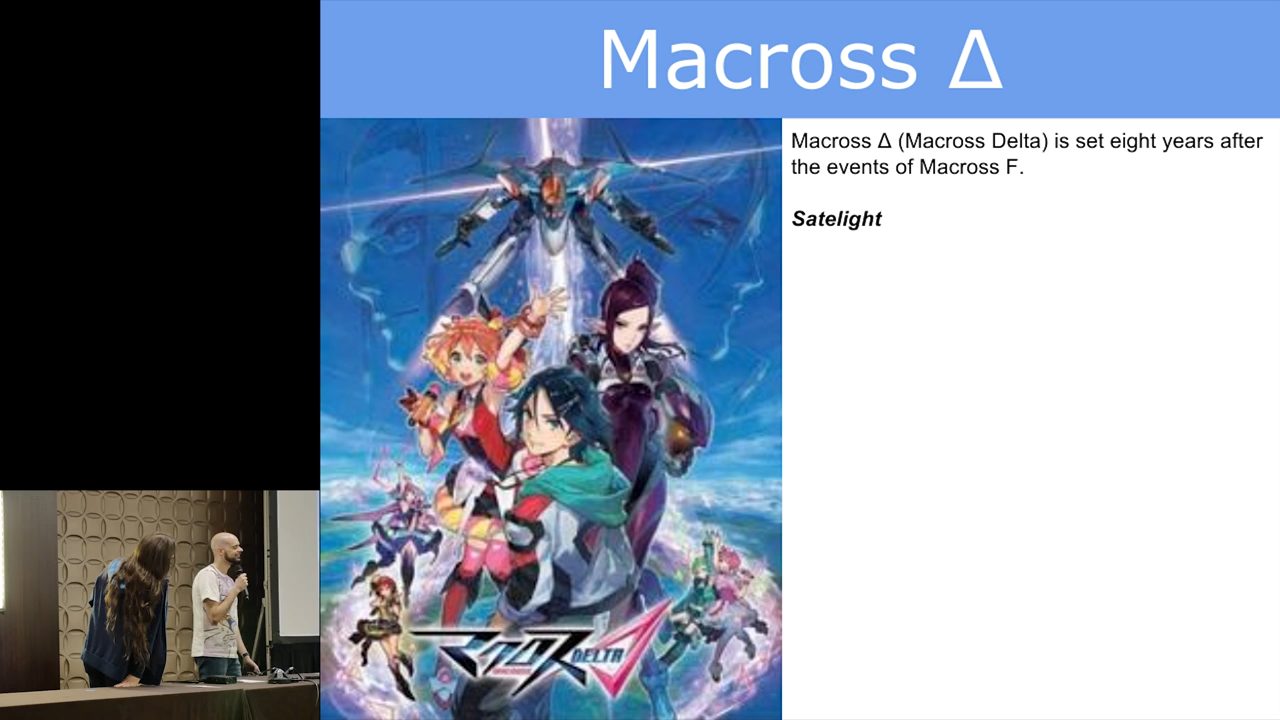 Macross Δ
Macross Δ (Macross Delta) is set eight years after
the events of Macross F.
Satelight
マクロス DELTA
MACROSS